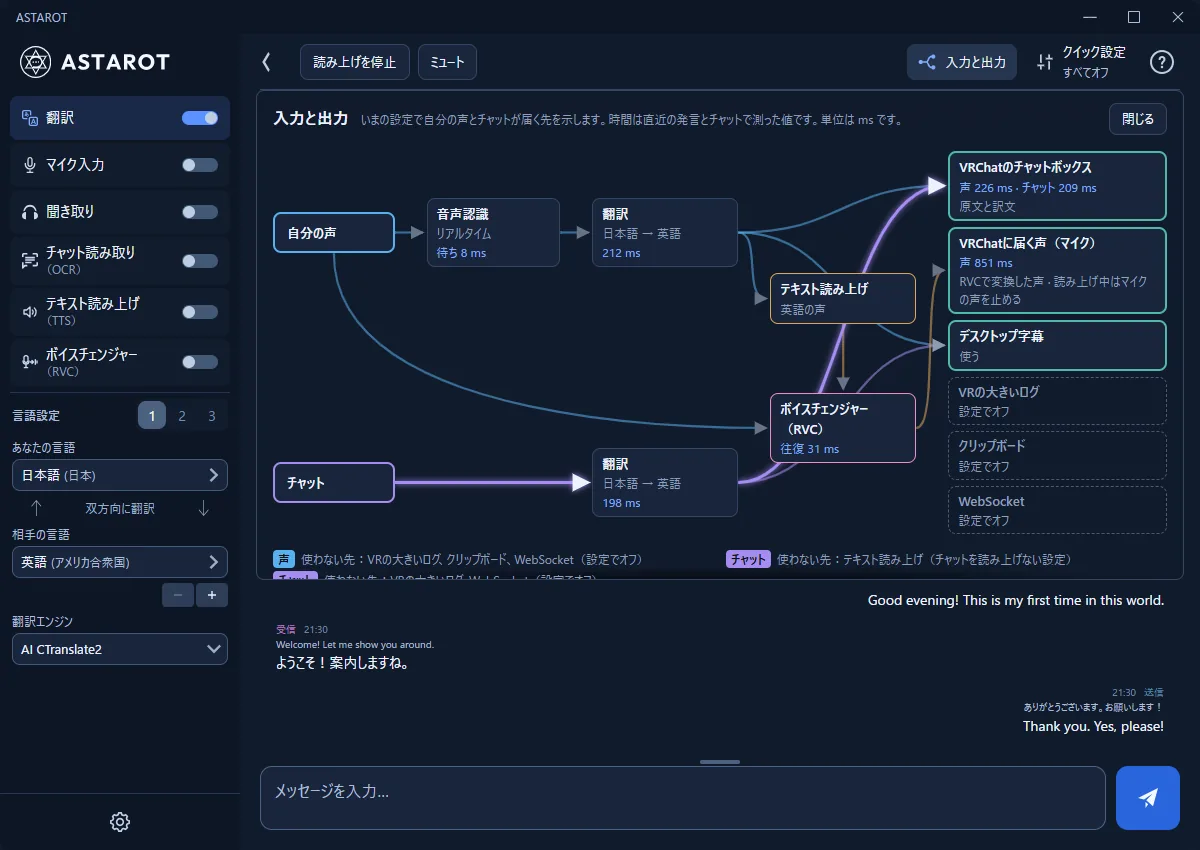 ASTAROT
ASTAROT
翻訳
マイク入力
聞き取り
チャット読み取り
(OCR)
テキスト読み上げ
(TTS)
ボイスチェンジャー
(RVC)
言語設定
1 2 3
あなたの言語
日本語 (日本)
双方向に翻訳
相手の言語
英語 (アメリカ合衆国)
翻訳エンジン
AI CTranslate2
読み上げを停止
ミュート
入力と出力
クイック設定
すべてオフ
入力と出力 いまの設定で自分の声とチャットが届く先を示します。時間は直近の発言とチャットで測った値です。単位は ms です。
閉じる
自分の声
音声認識
リアルタイム
待ち 8 ms
翻訳
日本語 → 英語
212 ms
テキスト読み上げ
英語の声
ボイスチェンジャー
（RVC）
往復 31 ms
チャット
翻訳
日本語 → 英語
198 ms
VRChatのチャットボックス
声 226 ms · チャット 209 ms
原文と訳文
VRChatに届く声（マイク）
声 851 ms
RVCで変換した声 · 読み上げ中はマイク
の声を止める
デスクトップ字幕
使う
VRの大きいログ
設定でオフ
クリップボード
設定でオフ
WebSocket
設定でオフ
声 使わない先：VRの大きいログ、クリップボード、WebSocket（設定でオフ）
チャット 使わない先：テキスト読み上げ（チャットを読み上げない設定）
チャット 使わない先：VRの大きいログ、WebSocket（設定でオフ）
Good evening! This is my first time in this world.
受信 21:30
Welcome! Let me show you around.
ようこそ！案内しますね。
21:30 送信
ありがとうございます。お願いします！
Thank you. Yes, please!
メッセージを入力...